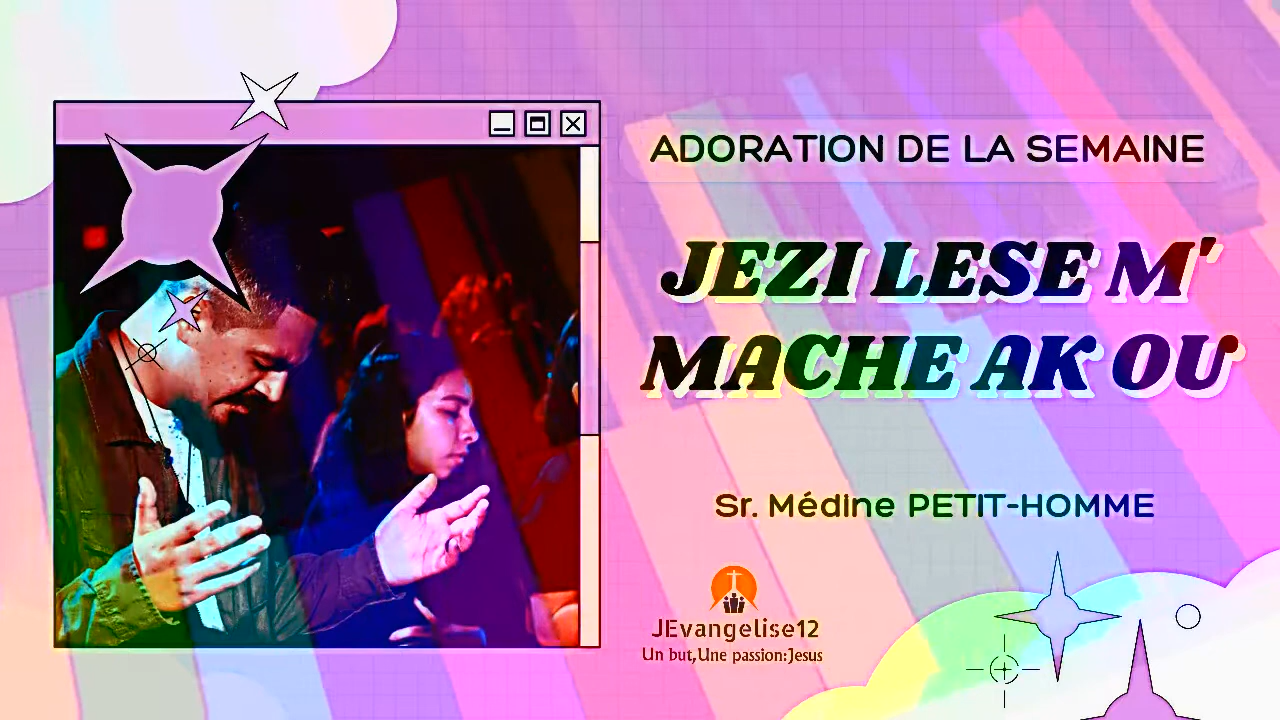 ADORATION DE LA SEMAINE
JEZI LESE M'
MACHE AK OU
Sr. Médine PETIT-HOMME
JEvangelise12
Un but,Une passion:Jesus